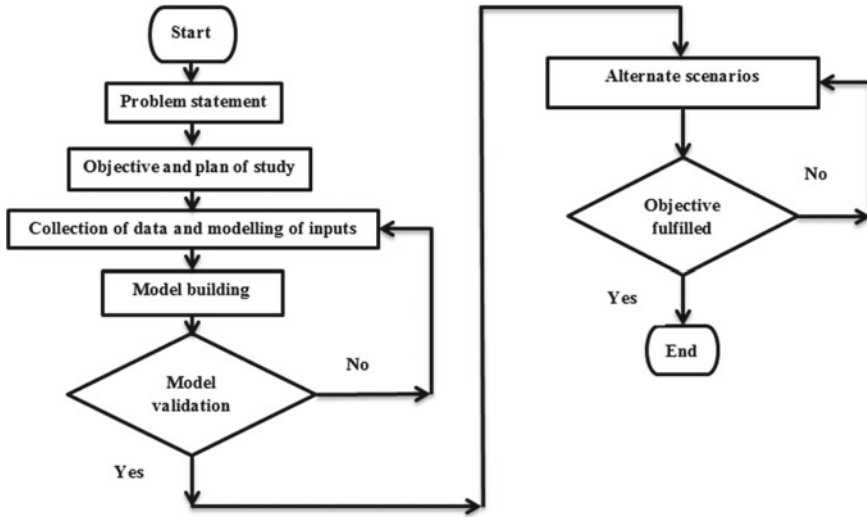 Start
Problem statement
Objective and plan of study
Collection of data and modelling of inputs
Model building
Model
validation
No
Yes
Alternate scenarios
Objective
fulfilled
No
Yes
End